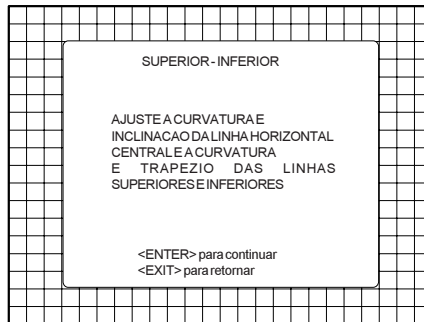 SUPERIOR - INFERIOR
AJUSTE A CURVATURA E
INCLINACAO DA LINHA HORIZONTAL
CENTRAL E A CURVATURA
E TRAPEZIO DAS LINHAS
SUPERIORES E INFERIORES
<ENTER> para continuar
<EXIT> para retornar